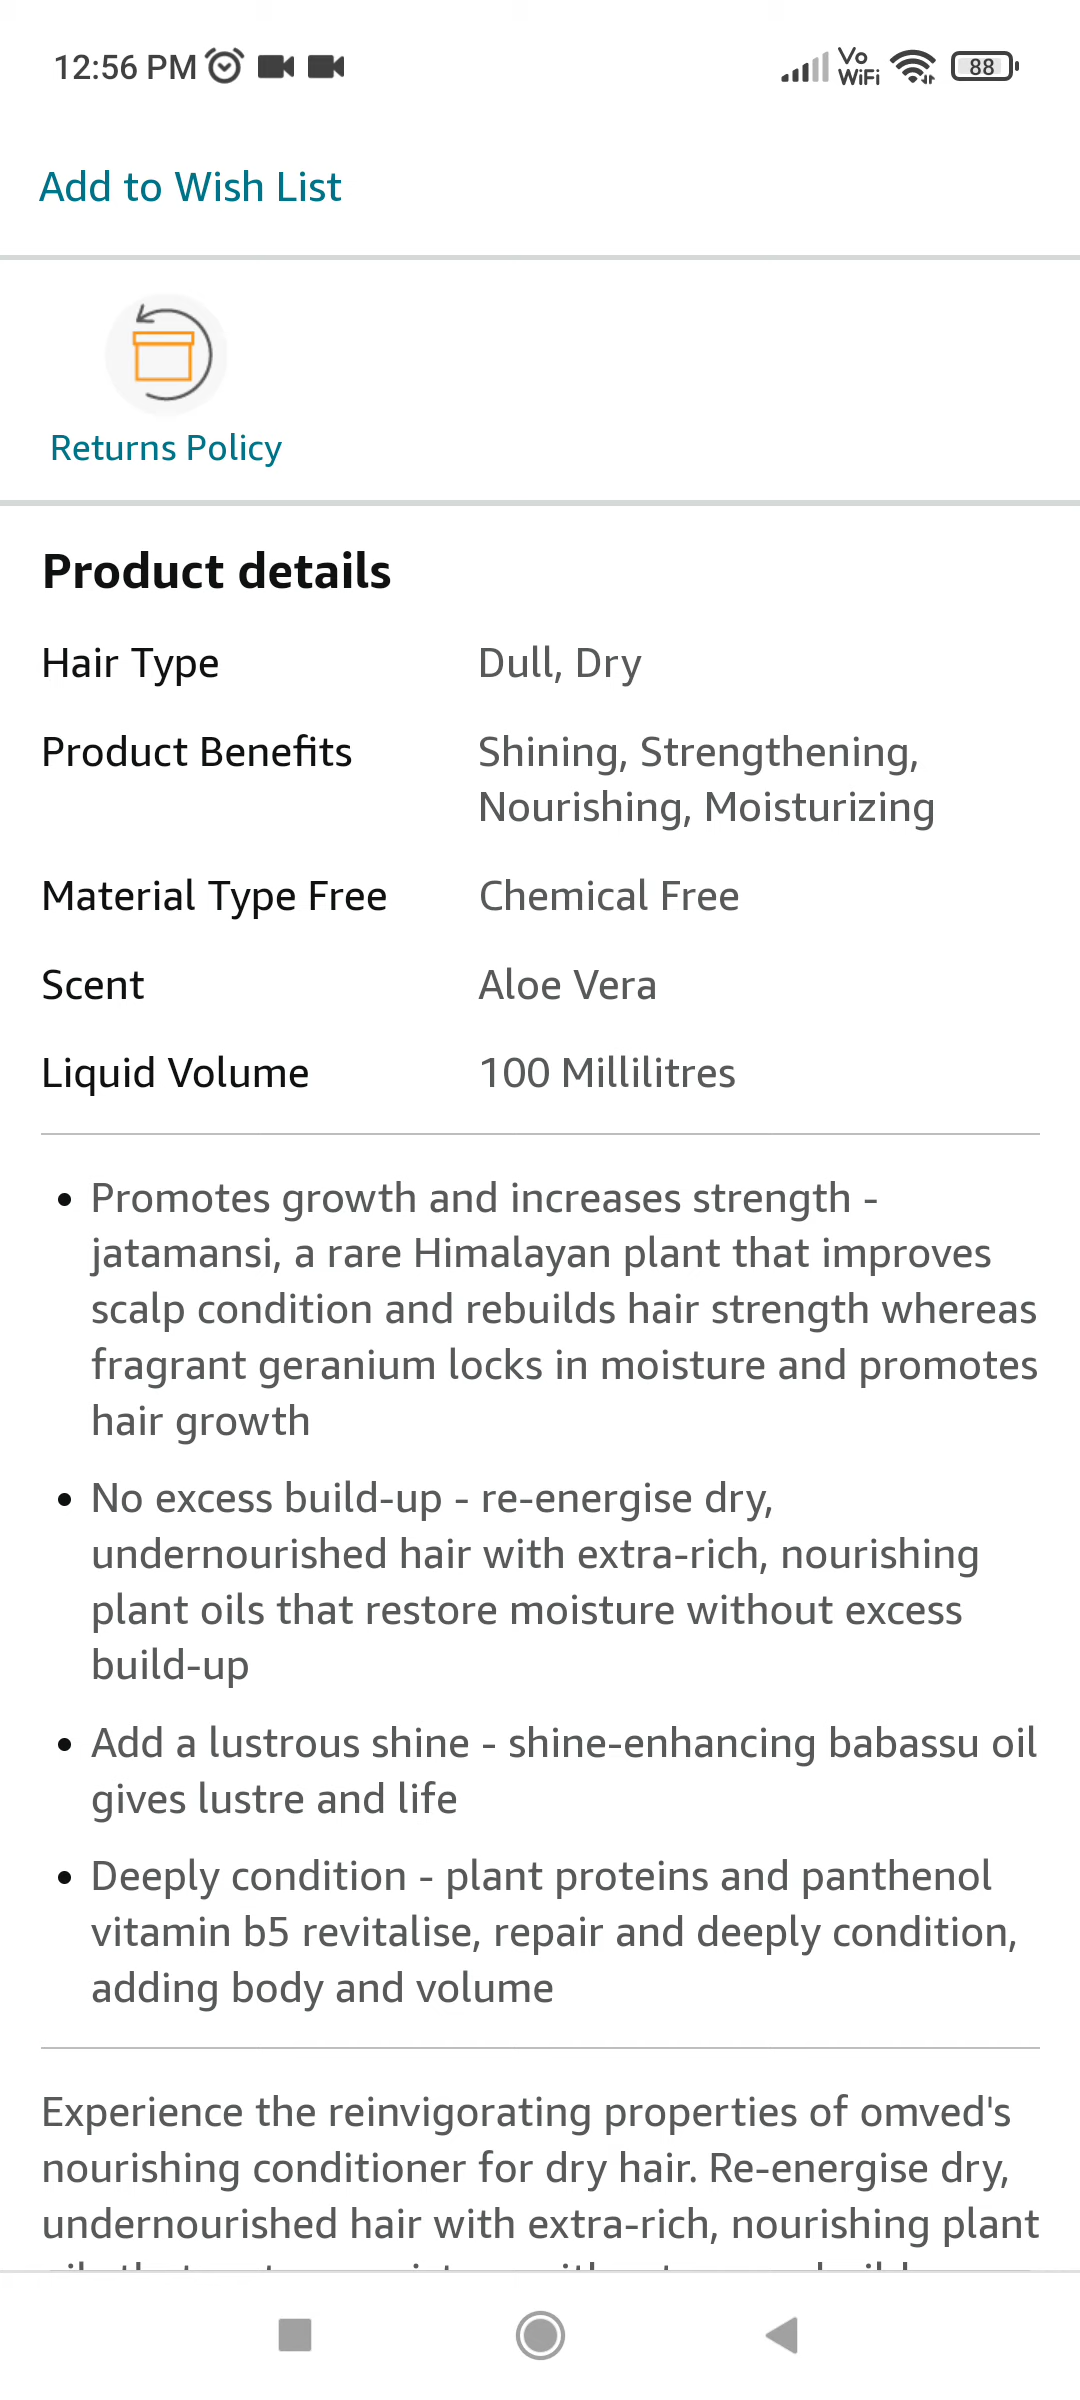 12:56 PM
Vo
WiFi
88
Add to Wish List
Returns Policy
Product details
Hair Type Dull, Dry
Product Benefits Shining, Strengthening,
Nourishing, Moisturizing
Material Type Free Chemical Free
Scent Aloe Vera
Liquid Volume 100 Millilitres
• Promotes growth and increases strength -
jatamansi, a rare Himalayan plant that improves
scalp condition and rebuilds hair strength whereas
fragrant geranium locks in moisture and promotes
hair growth
• No excess build-up - re-energise dry,
undernourished hair with extra-rich, nourishing
plant oils that restore moisture without excess
build-up
• Add a lustrous shine - shine-enhancing babassu oil
gives lustre and life
• Deeply condition - plant proteins and panthenol
vitamin b5 revitalise, repair and deeply condition,
adding body and volume
Experience the reinvigorating properties of omved's
nourishing conditioner for dry hair. Re-energise dry,
undernourished hair with extra-rich, nourishing plant